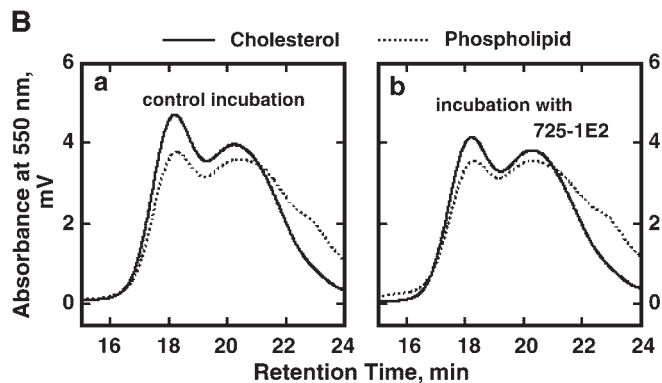 B
Cholesterol Phospholipid
6 6
a b
control incubation
incubation with
725-1E2
4 4
2 2
0 0
Absorbance at 550 nm,
mV
16 18 20 22 24 16 18 20 22 24
Retention Time, min